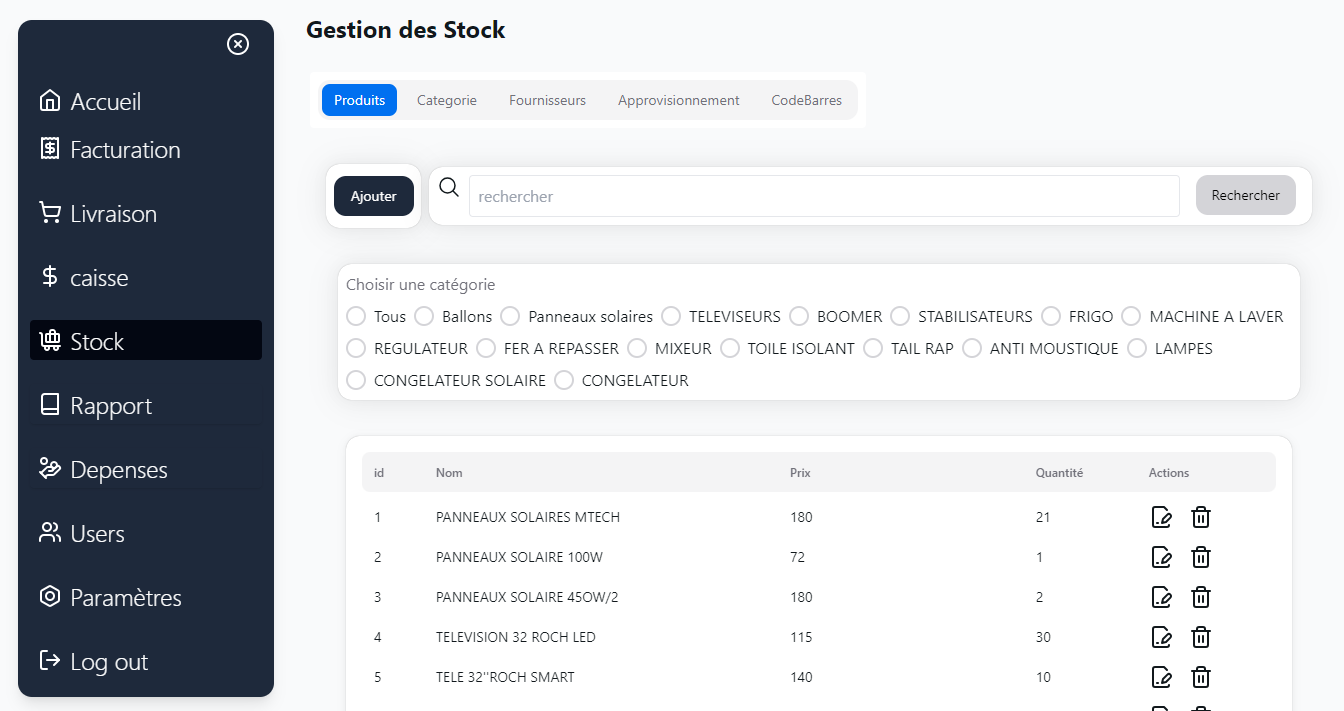 Gestion des Stock
Accueil
Facturation
Livraison
caisse
Stock
Rapport
Depenses
Users
Paramètres
Log out
Produits Categorie Fournisseurs Approvisionnement CodeBarres
Ajouter rechercher Rechercher
Choisir une catégorie
Tous Ballons Panneaux solaires TELEVISEURS BOOMER STABILISATEURS FRIGO MACHINE A LAVER
REGULATEUR FER A REPASSER MIXEUR TOILE ISOLANT TAIL RAP ANTI MOUSTIQUE LAMPES
CONGELATEUR SOLAIRE CONGELATEUR
id Nom Prix Quantité Actions
1 PANNEAUX SOLAIRES MTECH 180 21
2 PANNEAUX SOLAIRE 100W 72 1
3 PANNEAUX SOLAIRE 45OW/2 180 2
4 TELEVISION 32 ROCH LED 115 30
5 TELE 32''ROCH SMART 140 10